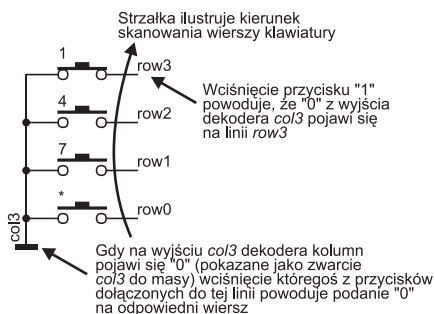 Strzałka ilustruje kierunek
skanowania wierszy klawiatury
1
row3
Wciśnięcie przycisku "1"
powoduje, że "0" z wyjścia
dekodera col3 pojawi się
na linii row3
4
row2
7
row1
*
row0
col3
Gdy na wyjściu col3 dekodera kolumn
pojawi się "0" (pokazane jako zwarcie
col3 do masy) wciśnięcie któregoś z przycisków
dołączonych do tej linii powoduje podanie "0"
na odpowiedni wiersz